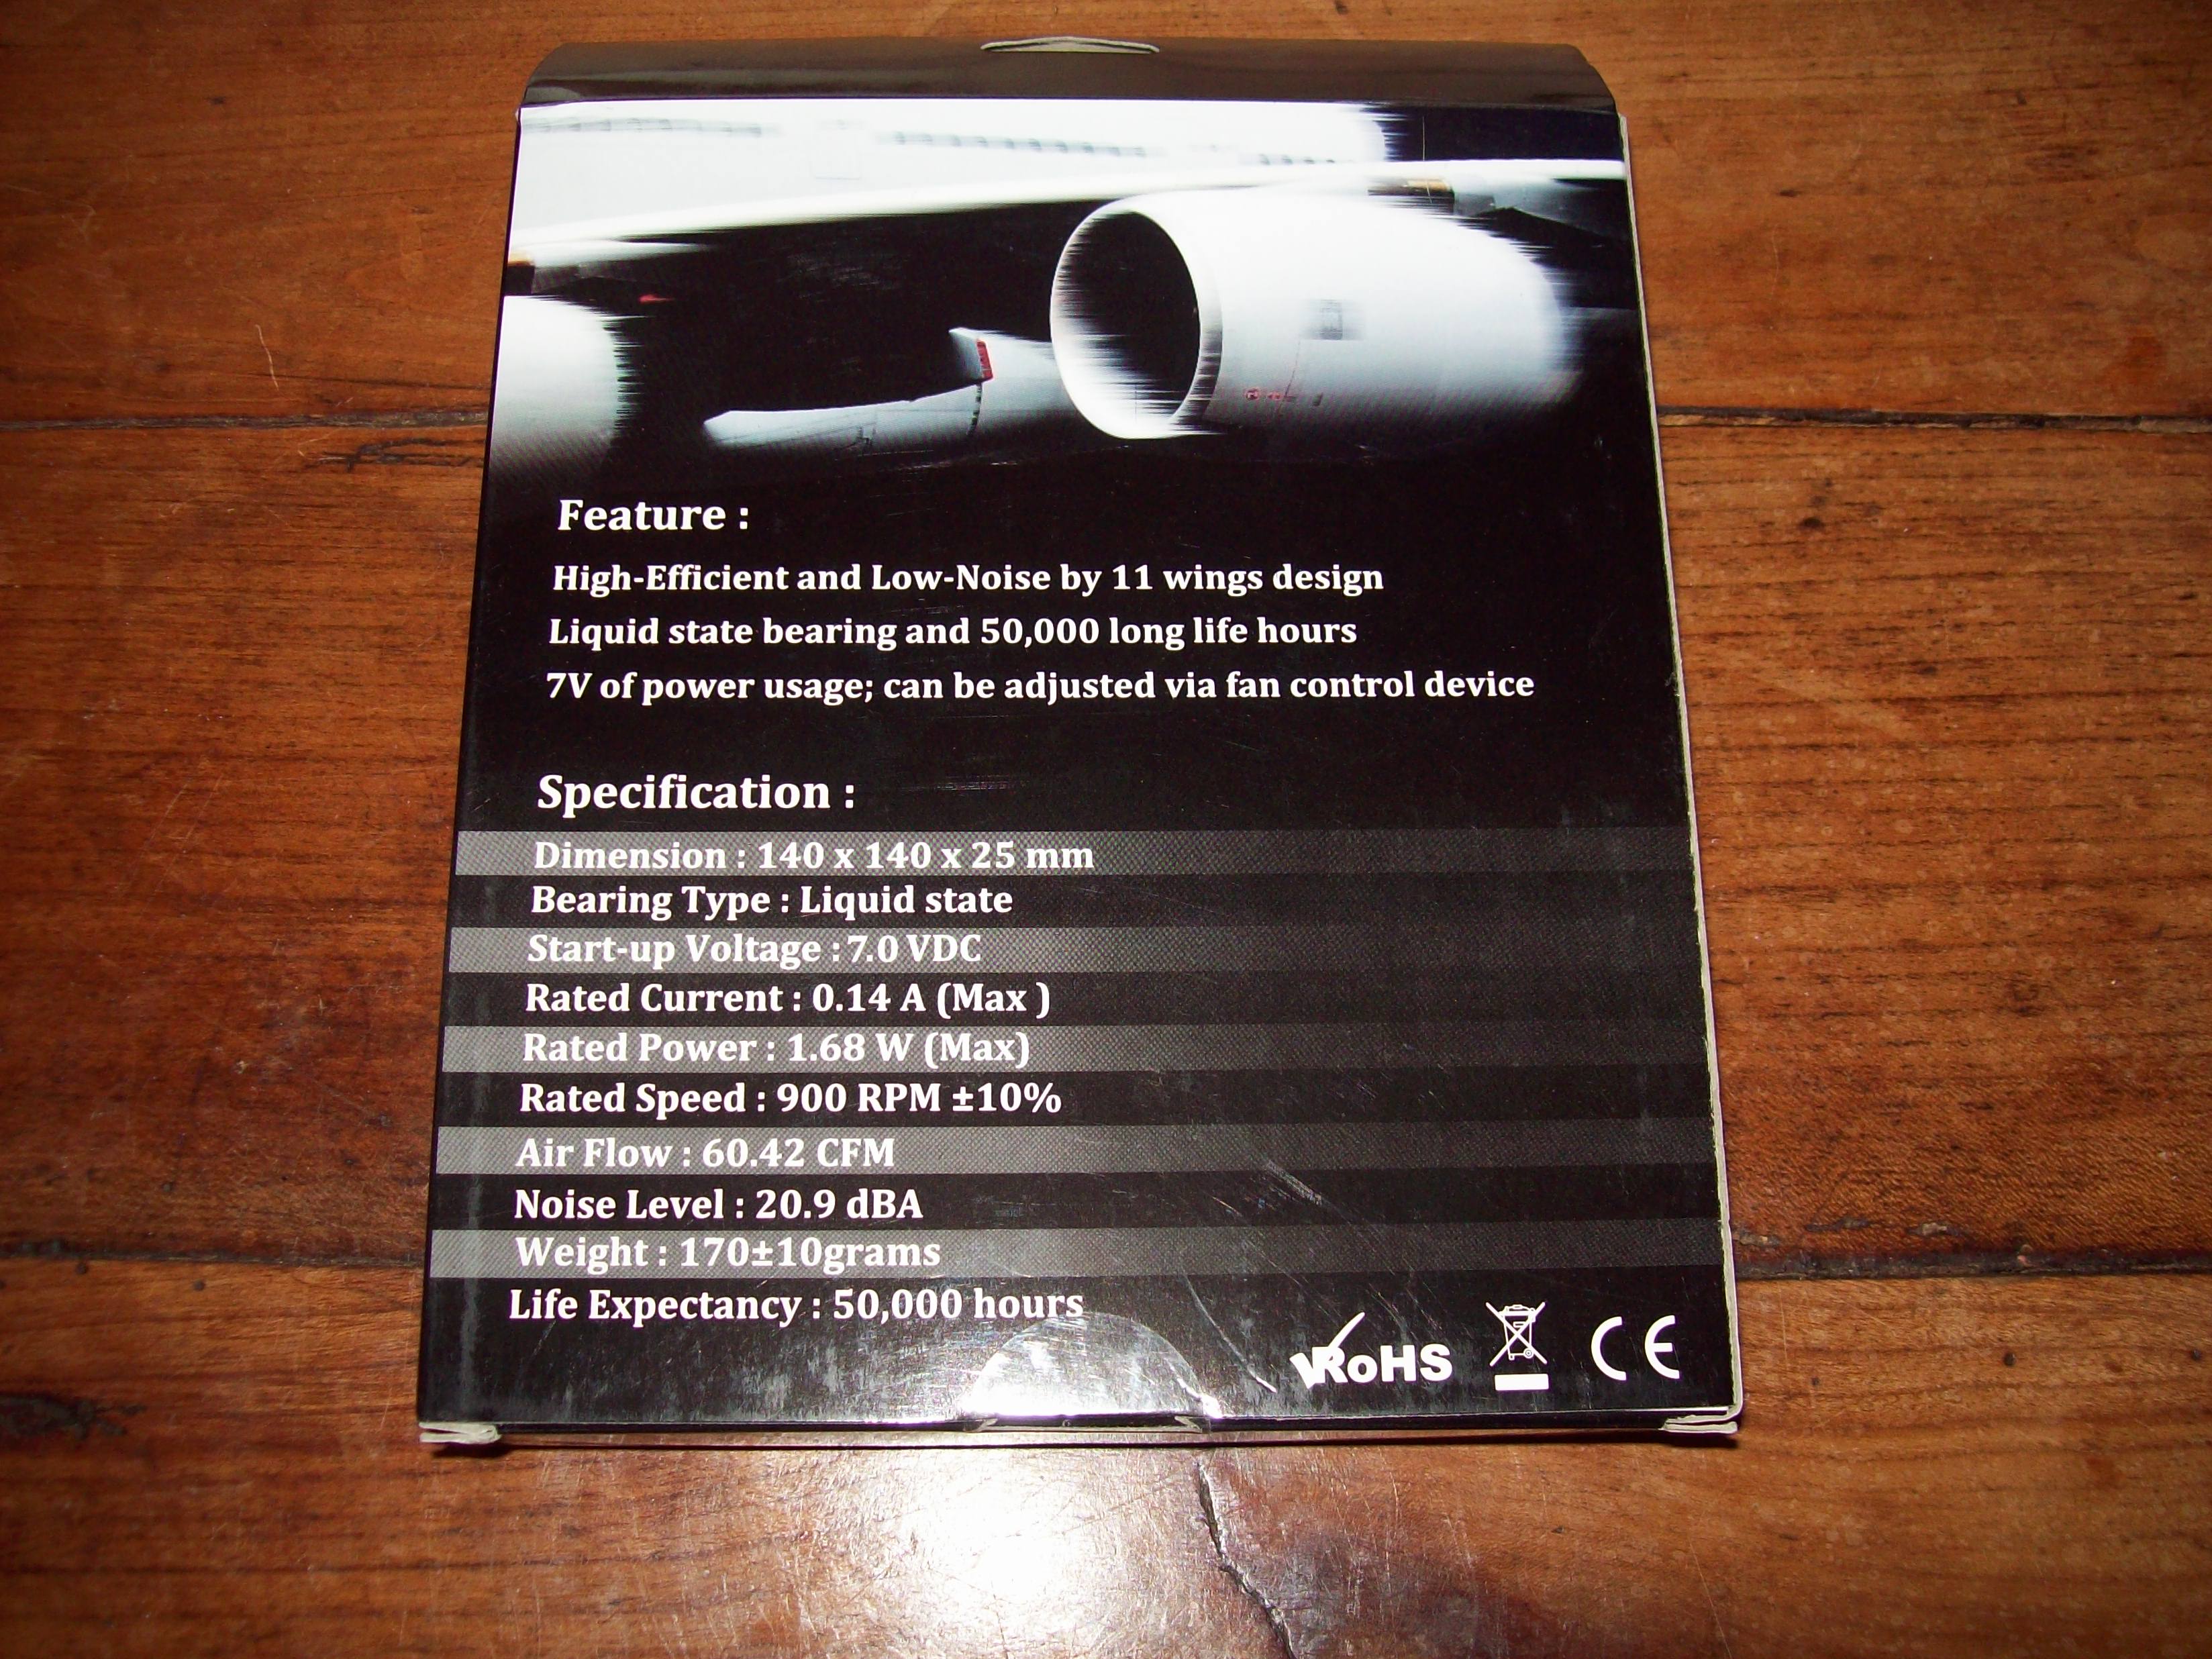 Feature :
High-Efficient and Low-Noise by 11 wings design
Liquid state bearing and 50,000 long life hours
7V of power usage; can be adjusted via fan control device
Specification :
Dimension : 140 x 140 x 25 mm
Bearing Type : Liquid state
Start-up Voltage : 7.0 VDC
Rated Current : 0.14 A (Max )
Rated Power : 1.68 W (Max)
Rated Speed : 900 RPM ±10%
Air Flow : 60.42 CFM
Noise Level : 20.9 dBA
Weight : 170±10grams
Life Expectancy : 50,000 hours
RoHS CE